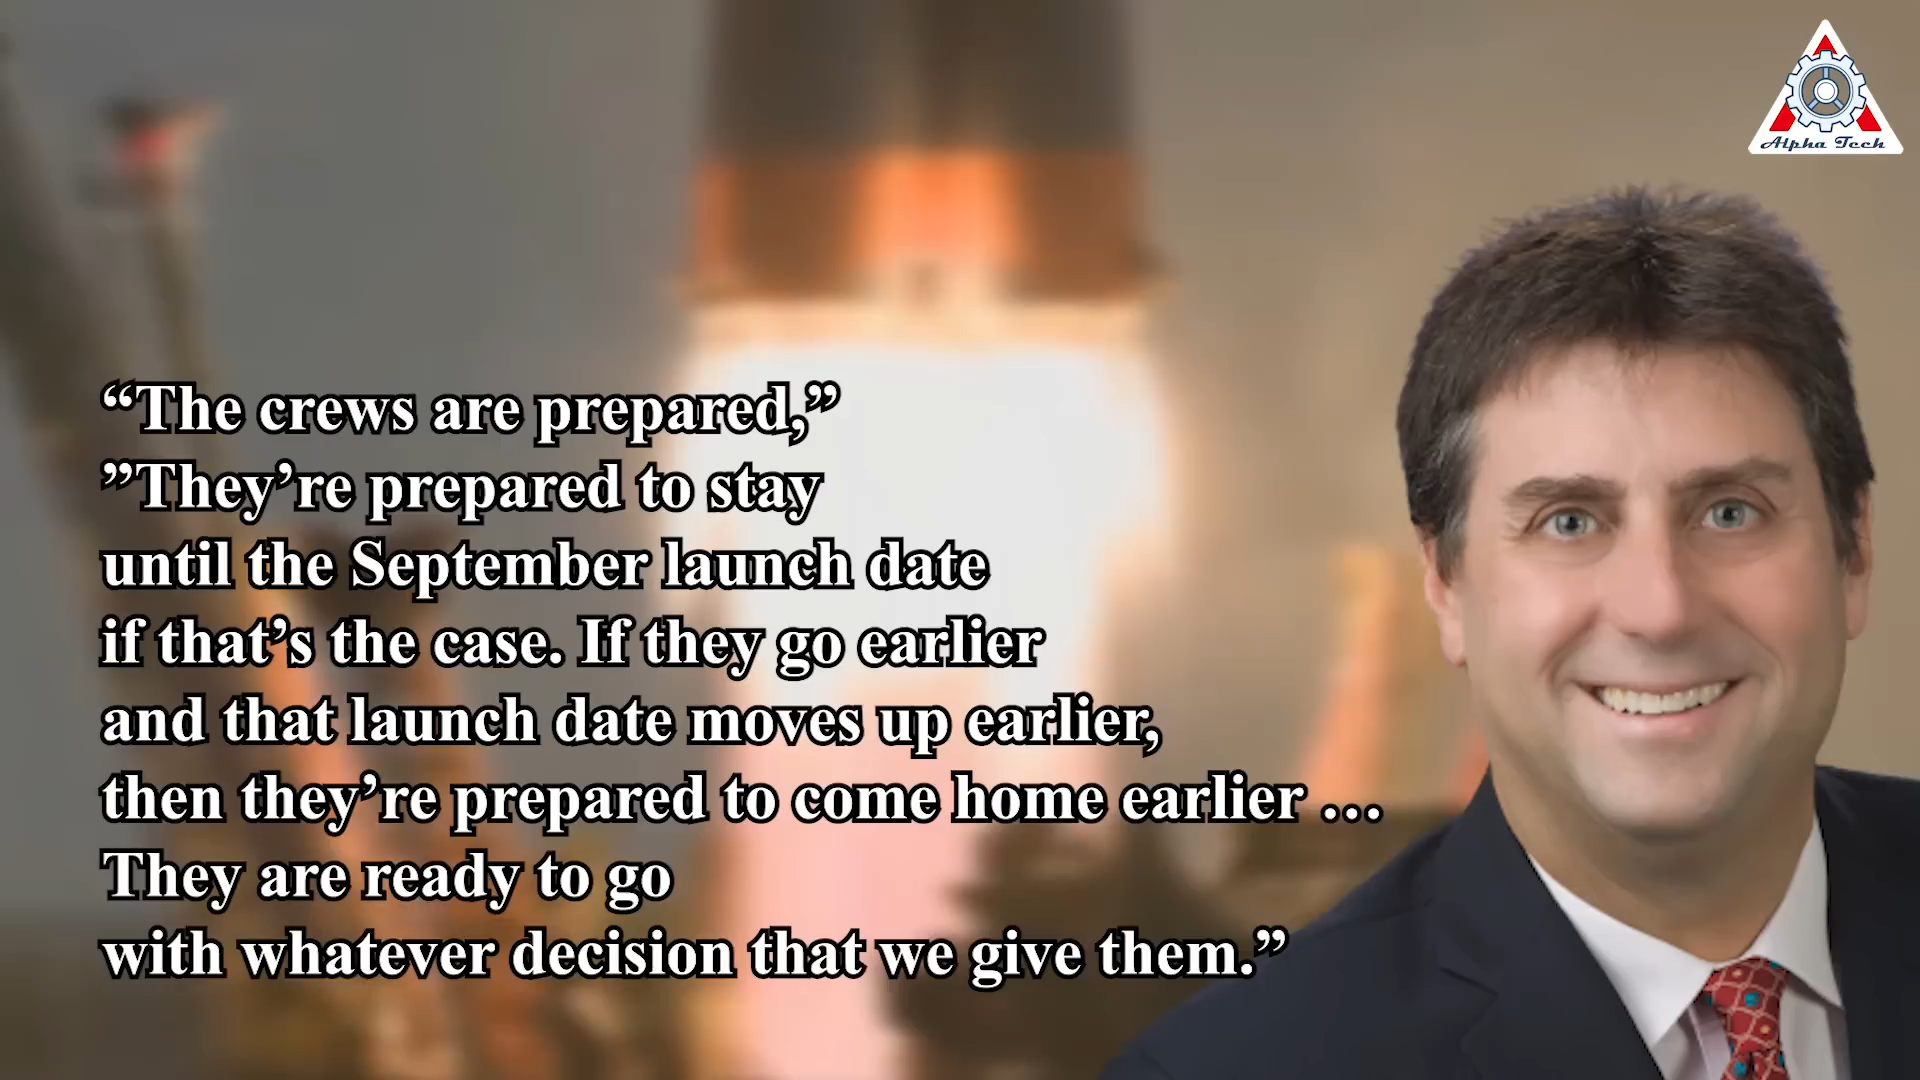 Alpha Tech
“The crews are prepared,”
”They’re prepared to stay
until the September launch date
if that’s the case. If they go earlier
and that launch date moves up earlier,
then they’re prepared to come home earlier …
They are ready to go
with whatever decision that we give them.”